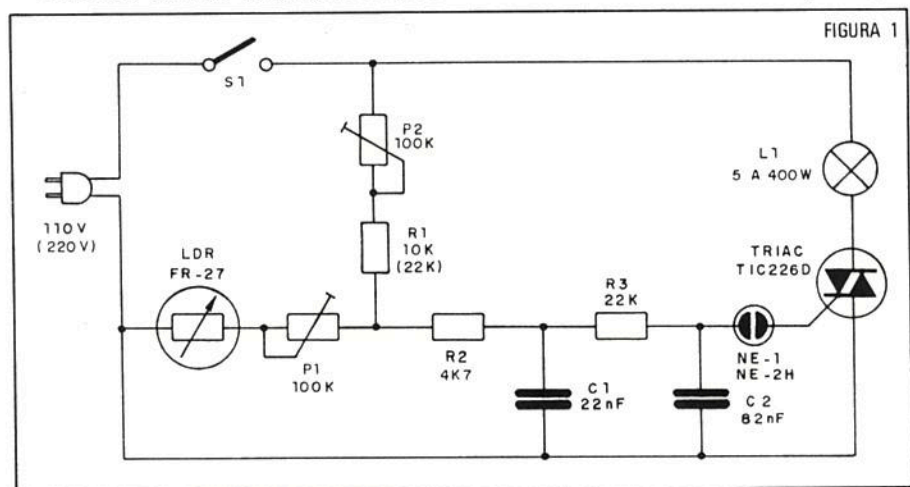 FIGURA 1
S1
P2
100K
L1
5 A 400W
110V
(220V)
LDR
FR-27
R1
10K
(22K)
TRIAC
TIC226D
P1
100K
R2
4K7
R3
22K
NE-1
NE-2H
C1
22nF
C2
82nF